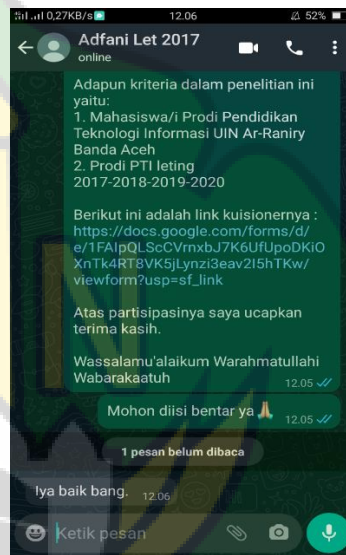 0,27KB/s 12.06 52%
Adfani Let 2017
online
Adapun kriteria dalam penelitian ini
yaitu:
1. Mahasiswa/i Prodi Pendidikan
Teknologi Informasi UIN Ar-Raniry
Banda Aceh
2. Prodi PTI leting
2017-2018-2019-2020
Berikut ini adalah link kuisionernya :
https://docs.google.com/forms/d/
e/1FAIpQLScCVrnxbJ7K6UfUpoDKiO
XnTk4RT8VK5jLynzi3eav2I5hTKw/
viewform?usp=sf_link
Atas partisipasinya saya ucapkan
terima kasih.
Wassalamu'alaikum Warahmatullahi
Wabarakaatuh
12.05
Mohon diisi bentar ya🙏
12.05
1 pesan belum dibaca
Iya baik bang. 12.06
Ketik pesan